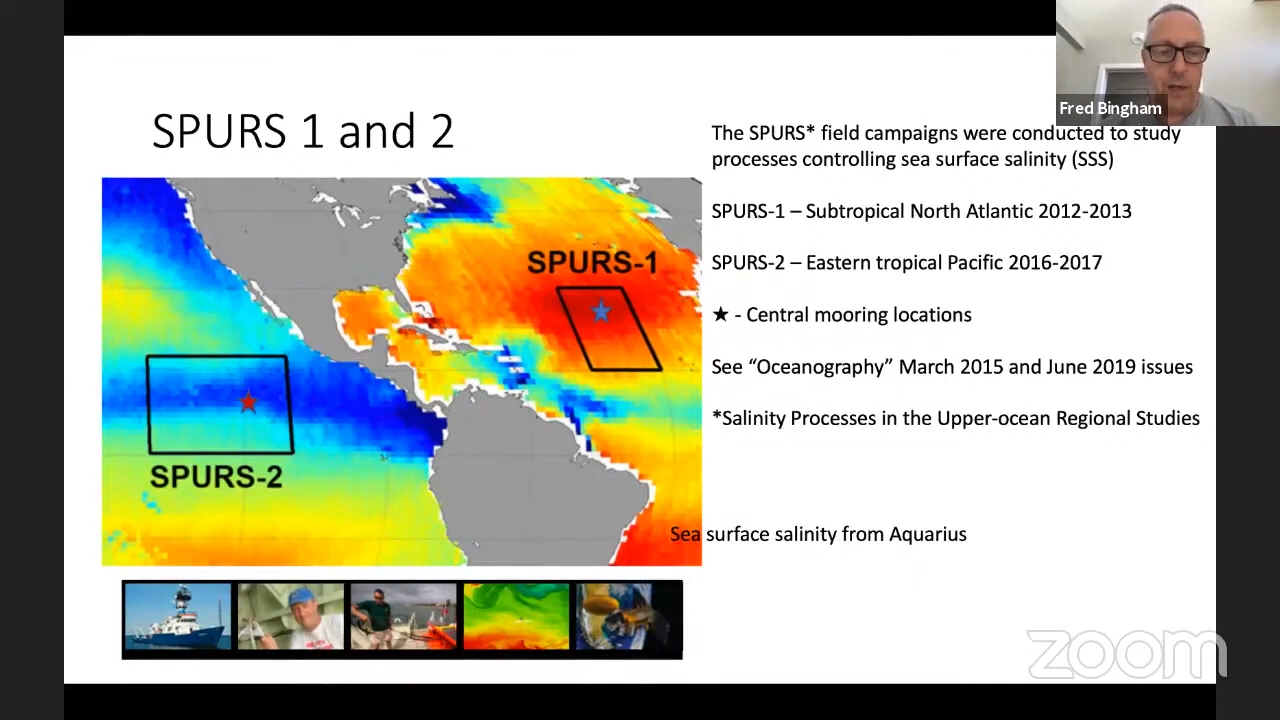 Fred Bingham
SPURS 1 and 2
SPURS-1
SPURS-2
The SPURS* field campaigns were conducted to study
processes controlling sea surface salinity (SSS)
SPURS-1 – Subtropical North Atlantic 2012-2013
SPURS-2 – Eastern tropical Pacific 2016-2017
★ - Central mooring locations
See “Oceanography” March 2015 and June 2019 issues
*Salinity Processes in the Upper-ocean Regional Studies
Sea surface salinity from Aquarius
zoom